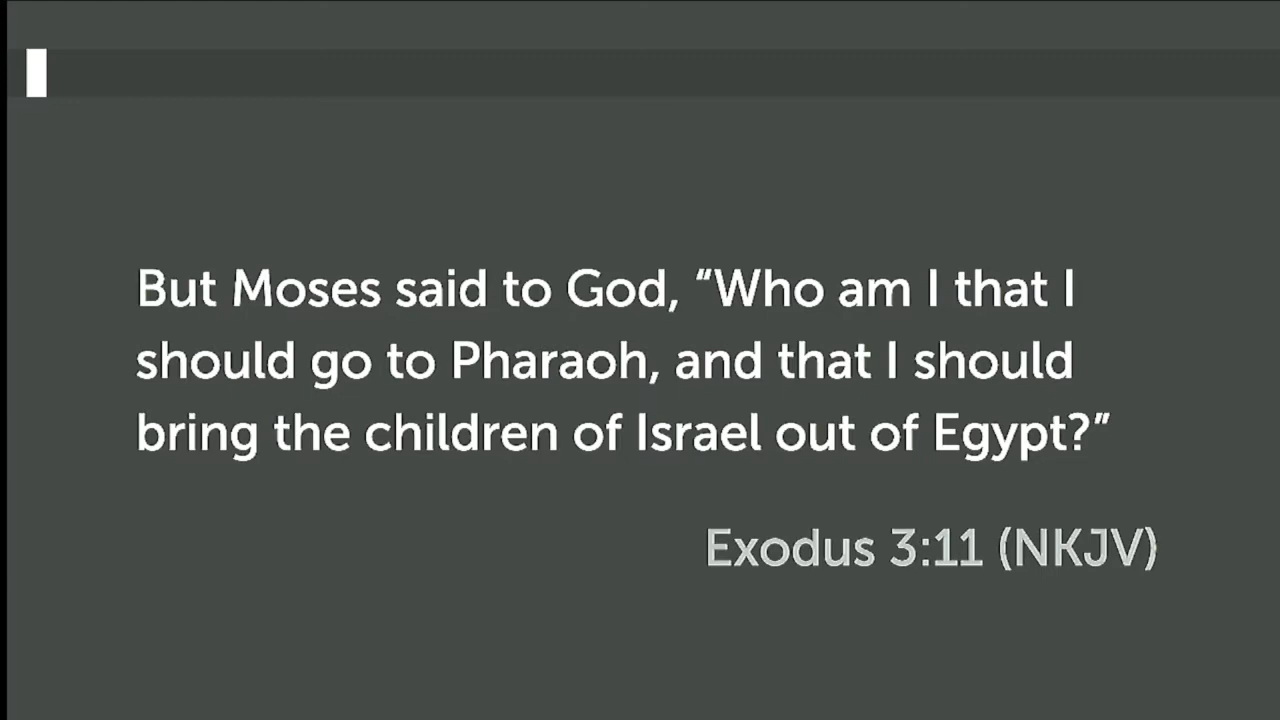 But Moses said to God, “Who am I that I
should go to Pharaoh, and that I should
bring the children of Israel out of Egypt?”
Exodus 3:11 (NKJV)